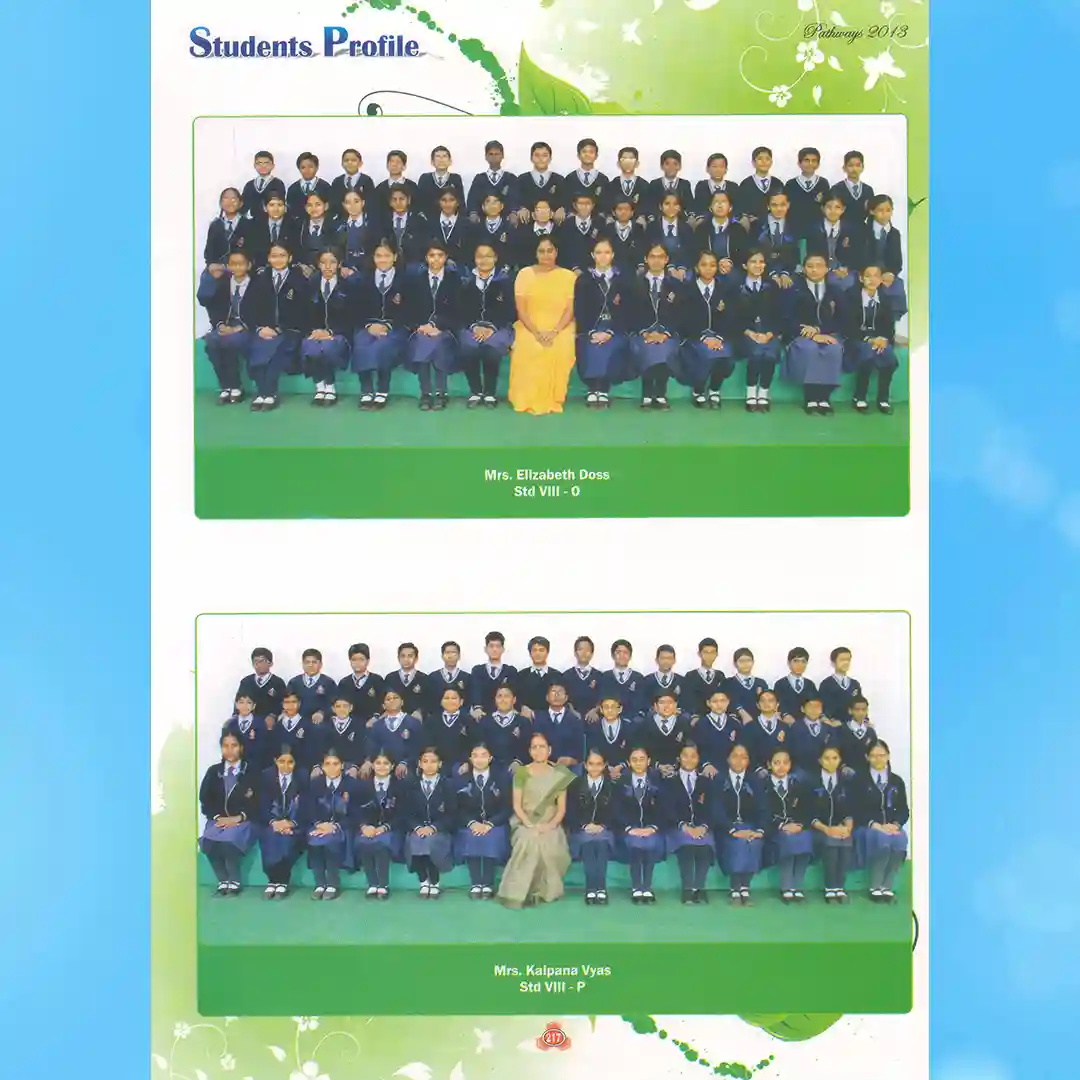 Students Profile
Pathways 2013
Mrs. Elizabeth Doss
Std VIII - O
Mrs. Kalpana Vyas
Std VIII - P
217